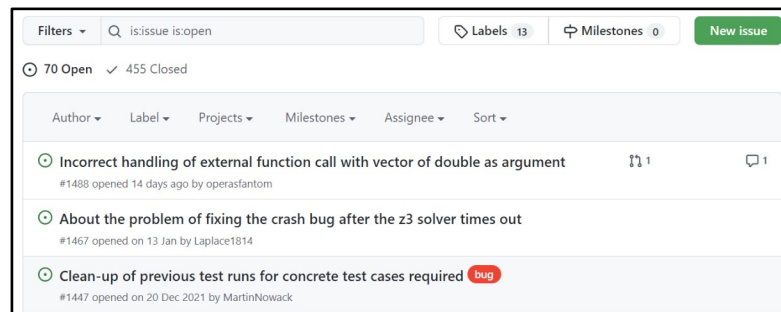 Filters is:issue is:open Labels 13 Milestones 0 New issue
70 Open 455 Closed
Author Label Projects Milestones Assignee Sort
Incorrect handling of external function call with vector of double as argument 1 1
#1488 opened 14 days ago by operasfantom
About the problem of fixing the crash bug after the z3 solver times out
#1467 opened on 13 Jan by Laplace1814
Clean-up of previous test runs for concrete test cases required bug
#1447 opened on 20 Dec 2021 by MartinNowack